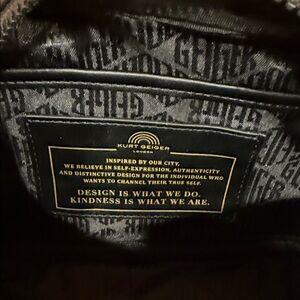 GEIGER
KURT GEIGER
LONDON
INSPIRED BY OUR CITY,
WE BELIEVE IN SELF-EXPRESSION, AUTHENTICITY
AND DISTINCTIVE DESIGN FOR THE INDIVIDUAL WHO
WANTS TO CHANNEL THEIR TRUE SELF.
DESIGN IS WHAT WE DO.
KINDNESS IS WHAT WE ARE.